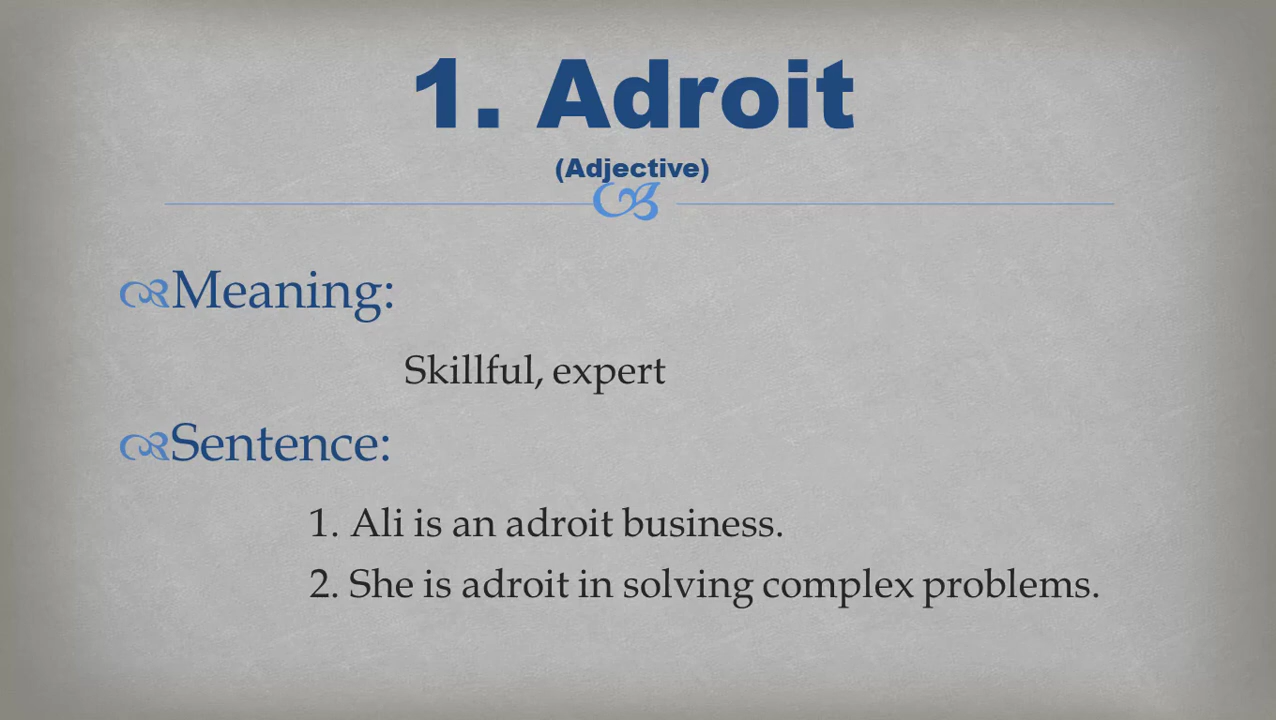 1. Adroit
(Adjective)
Meaning:
Skillful, expert
Sentence:
1. Ali is an adroit business.
2. She is adroit in solving complex problems.